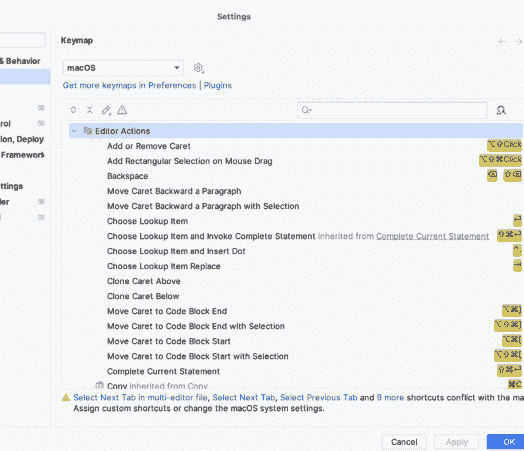 Settings
& Behavior
Keymap
macOS
Get more keymaps in Preferences | Plugins
rol
ion, Deploy
Framework
ttings
ler
Editor Actions
Add or Remove Caret ⌥⇧Click
Add Rectangular Selection on Mouse Drag ⌥⇧⌘Click
Backspace ⌫ ⇧⌫
Move Caret Backward a Paragraph
Move Caret Backward a Paragraph with Selection
Choose Lookup Item ⏎
Choose Lookup Item and Invoke Complete Statement inherited from Complete Current Statement ⇧⌘⏎
Choose Lookup Item and Insert Dot ^.
Choose Lookup Item Replace ⇥
Clone Caret Above
Clone Caret Below
Move Caret to Code Block End ⌥⌘]
Move Caret to Code Block End with Selection ⌥⇧⌘]
Move Caret to Code Block Start ⌥⌘[
Move Caret to Code Block Start with Selection ⌥⇧⌘[
Complete Current Statement ⇧⌘⏎
Copy inherited from Copy ⌘C
Select Next Tab in multi-editor file, Select Next Tab, Select Previous Tab and 9 more shortcuts conflict with the ma
Assign custom shortcuts or change the macOS system settings.
Cancel
Apply
OK